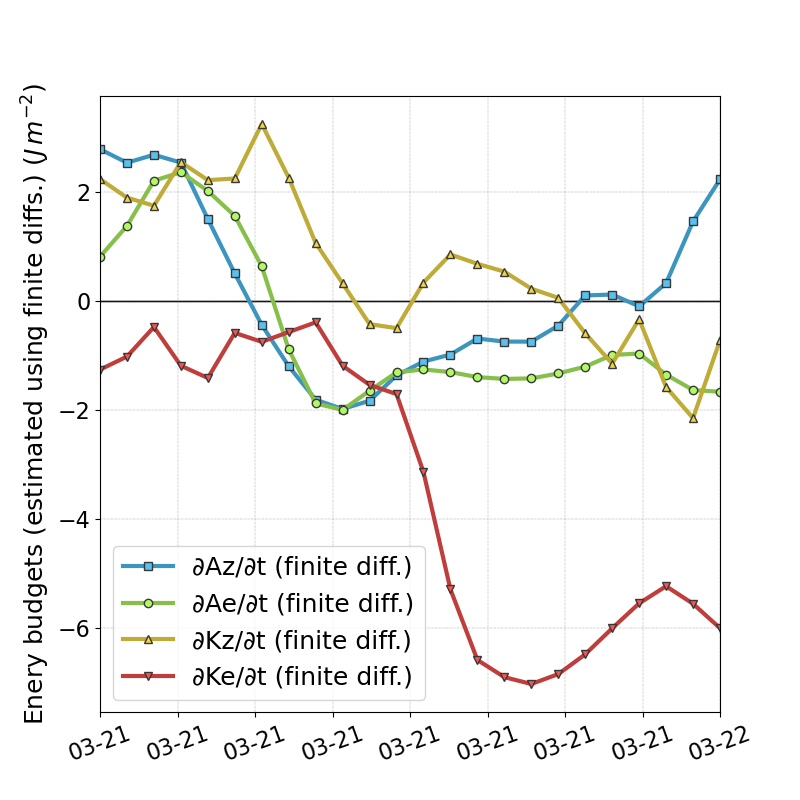 Enery budgets (estimated using finite diffs.) (J m⁻²)
2
0
−2
−4
−6
∂Az/∂t (finite diff.)
∂Ae/∂t (finite diff.)
∂Kz/∂t (finite diff.)
∂Ke/∂t (finite diff.)
03-21 03-21 03-21 03-21 03-21 03-21 03-21 03-21 03-22